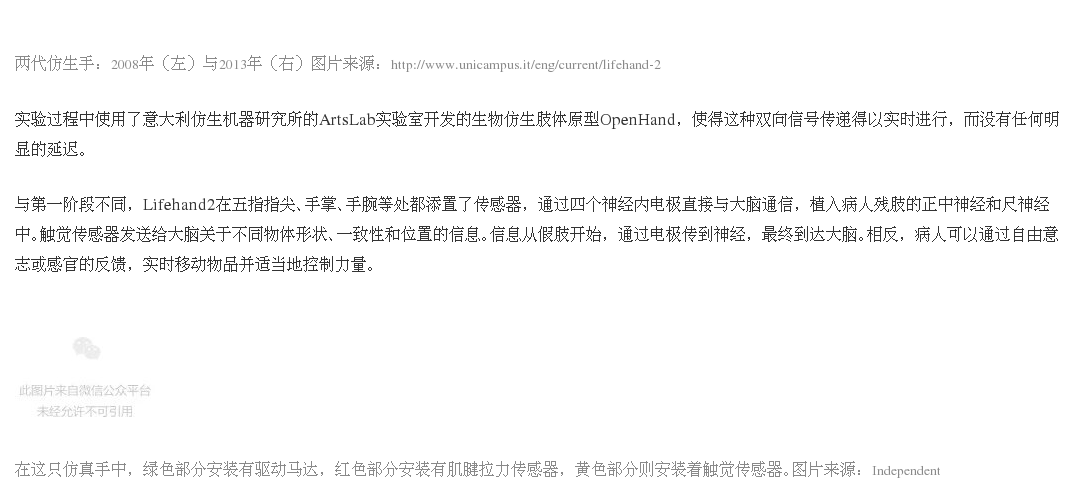 两代仿生手：2008年（左）与2013年（右）图片来源：http://www.unicampus.it/eng/current/lifehand-2
实验过程中使用了意大利仿生机器研究所的ArtsLab实验室开发的生物仿生肢体原型OpenHand，使得这种双向信号传递得以实时进行，而没有任何明
显的延迟。
与第一阶段不同，Lifehand2在五指指尖、手掌、手腕等处都添置了传感器，通过四个神经内电极直接与大脑通信，植入病人残肢的正中神经和尺神经
中。触觉传感器发送给大脑关于不同物体形状、一致性和位置的信息。信息从假肢开始，通过电极传到神经，最终到达大脑。相反，病人可以通过自由意
志或感官的反馈，实时移动物品并适当地控制力量。
此图片来自微信公众平台
未经允许不可引用
在这只仿真手中，绿色部分安装有驱动马达，红色部分安装有肌腱拉力传感器，黄色部分则安装着触觉传感器。图片来源：Independent